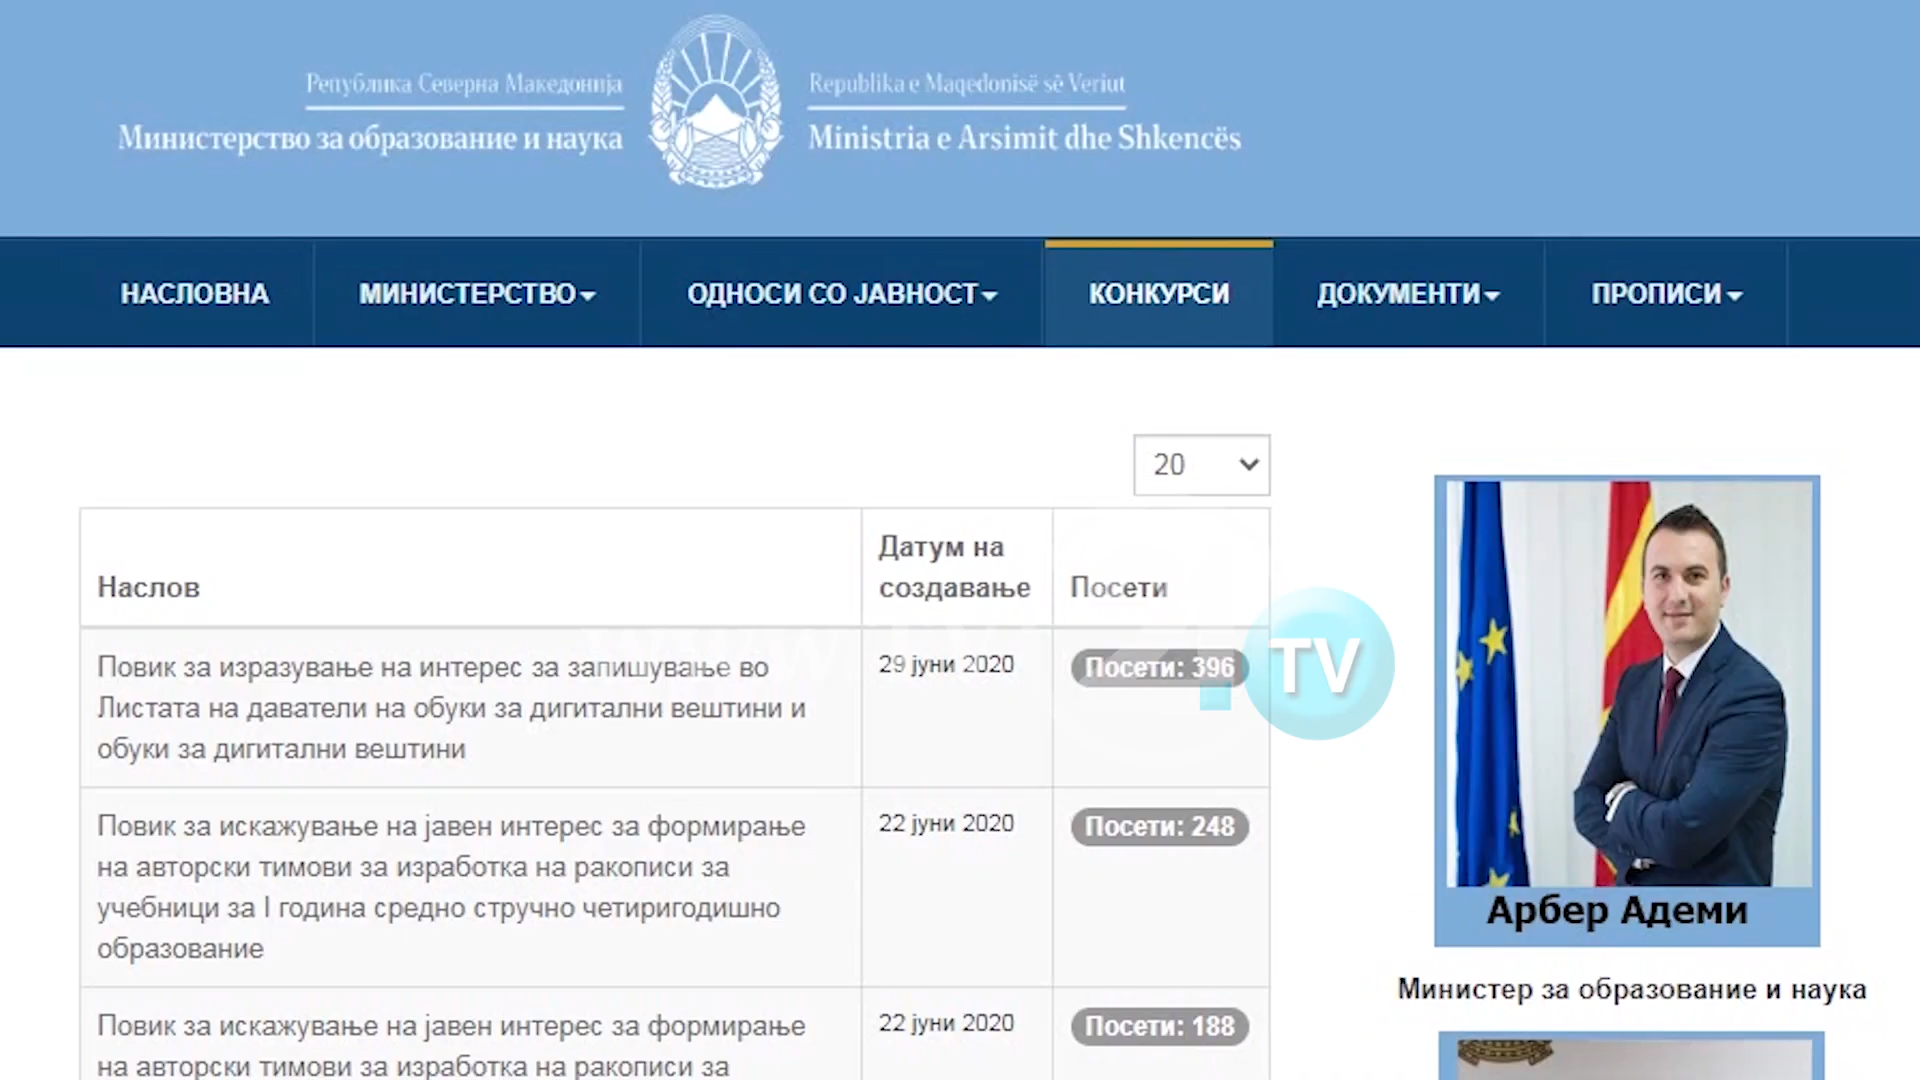 Република Северна Македонија
Министерство за образование и наука
Republika e Maqedonisë së Veriut
Ministria e Arsimit dhe Shkencës
НАСЛОВНА
МИНИСТЕРСТВО
ОДНОСИ СО ЈАВНОСТ
КОНКУРСИ
ДОКУМЕНТИ
ПРОПИСИ
20
Наслов
Датум на
создавање
Посети
Повик за изразување на интерес за запишување во
Листата на даватели на обуки за дигитални вештини и
обуки за дигитални вештини
29 јуни 2020
Посети: 396
TV
Повик за искажување на јавен интерес за формирање
на авторски тимови за изработка на ракописи за
учебници за I година средно стручно четиригодишно
образование
22 јуни 2020
Посети: 248
Повик за искажување на јавен интерес за формирање
на авторски тимови за изработка на ракописи за
22 јуни 2020
Посети: 188
Арбер Адеми
Министер за образование и наука